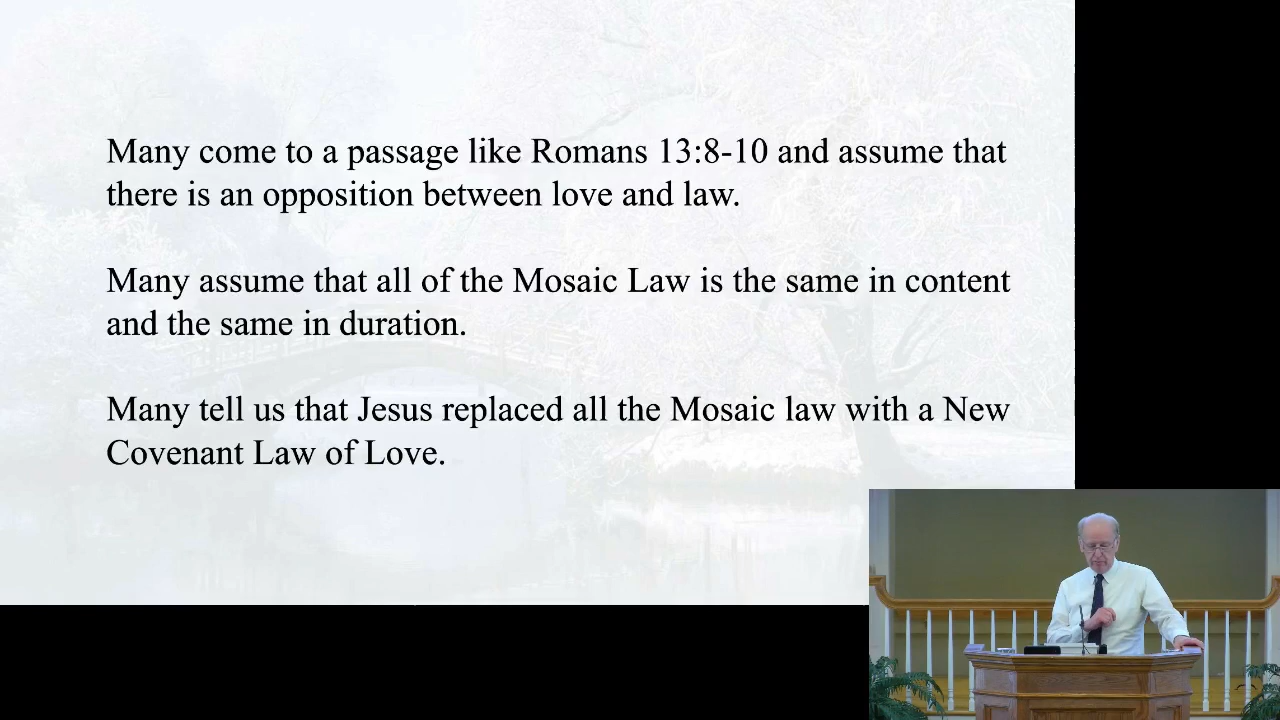 Many come to a passage like Romans 13:8-10 and assume that
there is an opposition between love and law.
Many assume that all of the Mosaic Law is the same in content
and the same in duration.
Many tell us that Jesus replaced all the Mosaic law with a New
Covenant Law of Love.